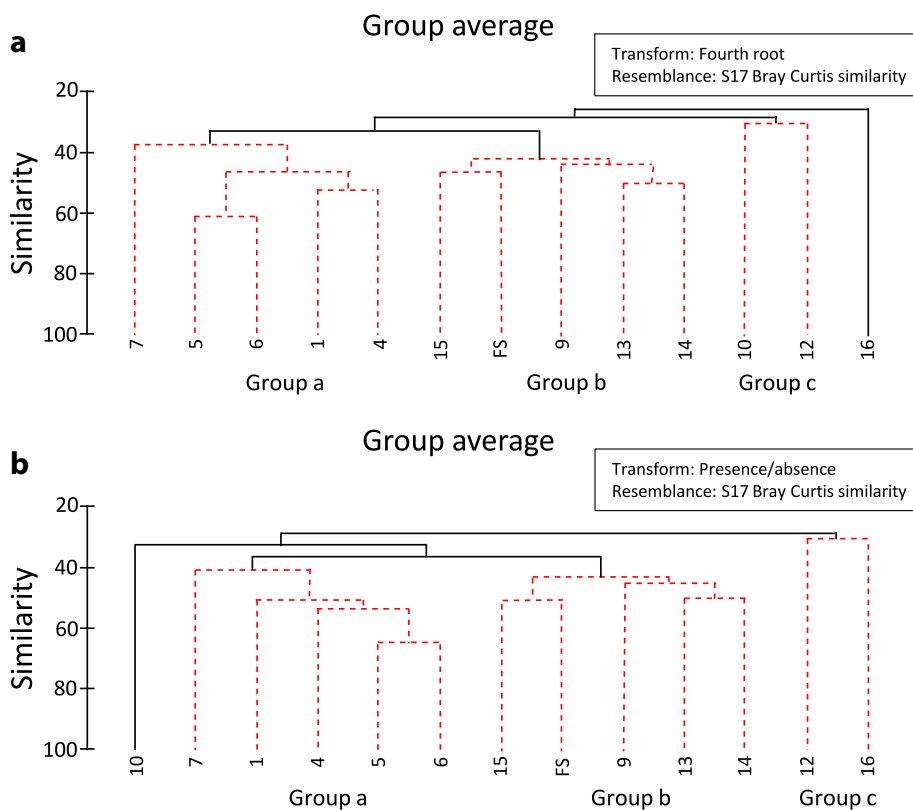 a
Group average
Transform: Fourth root
Resemblance: S17 Bray Curtis similarity
Similarity
20
40
60
80
100
7 5 6 1 4 15 FS 9 13 14 10 12 16
Group a Group b Group c
b
Group average
Transform: Presence/absence
Resemblance: S17 Bray Curtis similarity
Similarity
20
40
60
80
100
10 7 1 4 5 6 15 FS 9 13 14 12 16
Group a Group b Group c